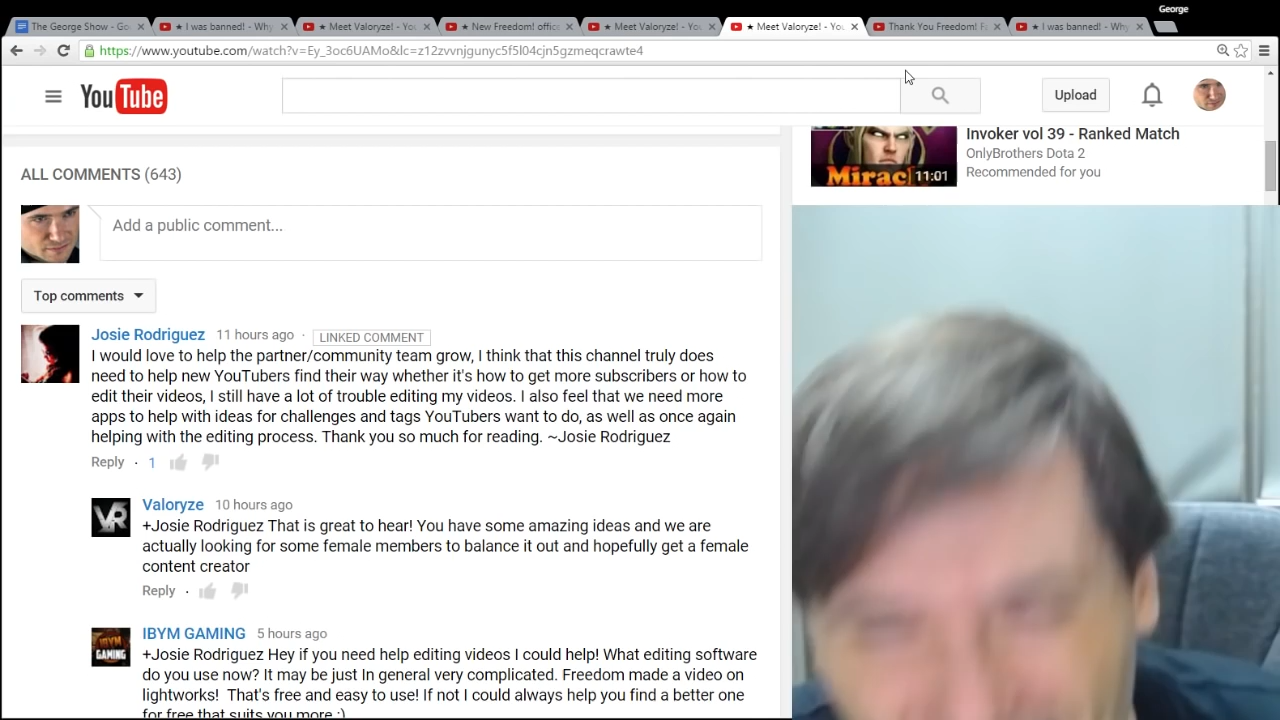 George
The George Show - Go
★ I was banned! - Why
★ Meet Valoryze! - Yo
★ New Freedom! offic
★ Meet Valoryze! - Yo
★ Meet Valoryze! - Yo
Thank You Freedom! F
★ I was banned! - Why
https://www.youtube.com/watch?v=Ey_3oc6UAMo&lc=z12zvvnjgunyc5f5l04cjn5gzmeqcrawte4
YouTube
Upload
Invoker vol 39 - Ranked Match
OnlyBrothers Dota 2
Recommended for you
Mirac
11:01
ALL COMMENTS (643)
Add a public comment...
Top comments
Josie Rodriguez 11 hours ago · LINKED COMMENT
I would love to help the partner/community team grow, I think that this channel truly does
need to help new YouTubers find their way whether it's how to get more subscribers or how to
edit their videos, I still have a lot of trouble editing my videos. I also feel that we need more
apps to help with ideas for challenges and tags YouTubers want to do, as well as once again
helping with the editing process. Thank you so much for reading. ~Josie Rodriguez
Reply · 1
VR
Valoryze 10 hours ago
+Josie Rodriguez That is great to hear! You have some amazing ideas and we are
actually looking for some female members to balance it out and hopefully get a female
content creator
Reply ·
IBYM
GAMING
IBYM GAMING 5 hours ago
+Josie Rodriguez Hey if you need help editing videos I could help! What editing software
do you use now? It may be just In general very complicated. Freedom made a video on
lightworks! That's free and easy to use! If not I could always help you find a better one
for free that suits you more :)